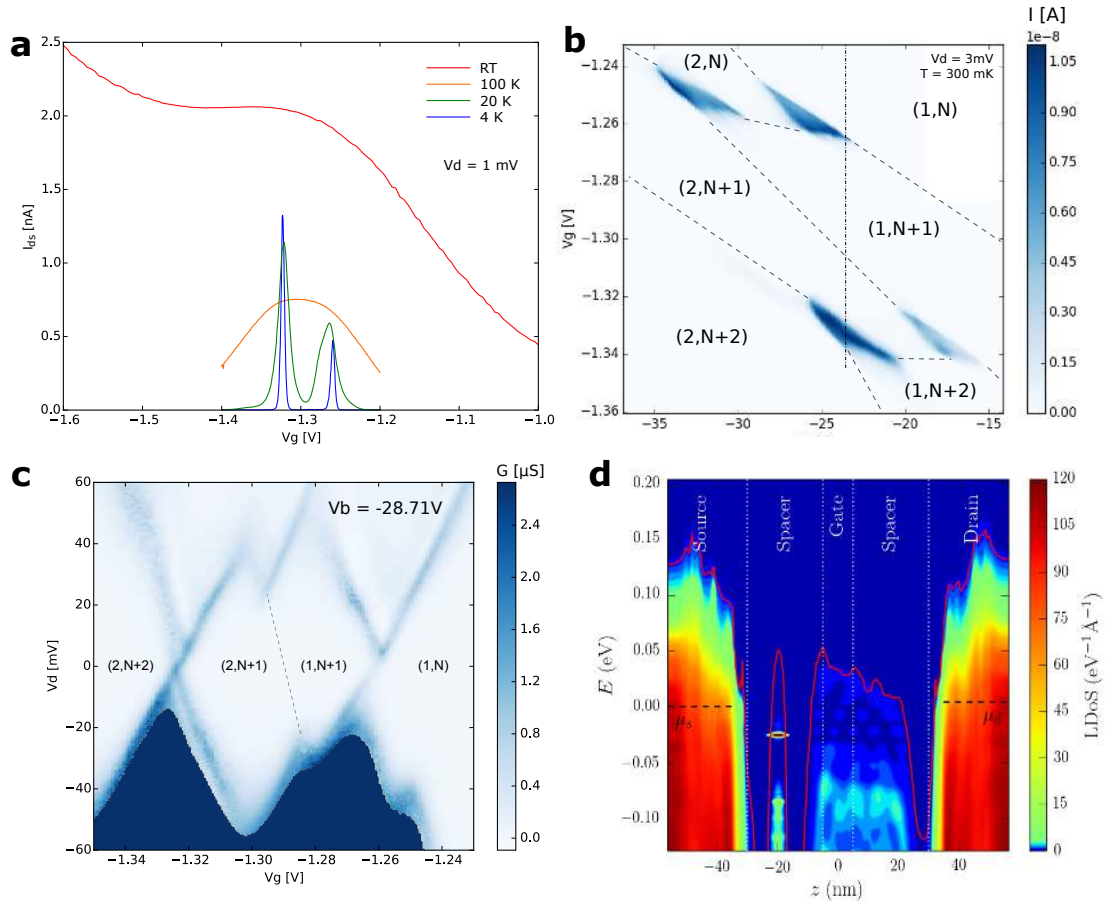 a
2.5
2.0
1.5
1.0
0.5
0.0
I_ds [nA]
RT
100 K
20 K
4 K
Vd = 1 mV
−1.6 −1.5 −1.4 −1.3 −1.2 −1.1 −1.0
Vg [V]
b
Vd = 3mV
T = 300 mK
(2,N)
(1,N)
(2,N+1)
(1,N+1)
(2,N+2)
(1,N+2)
−1.24
−1.26
−1.28
−1.30
−1.32
−1.34
−1.36
Vg [V]
−35 −30 −25 −20 −15
I [A]
1e−8
1.05
0.90
0.75
0.60
0.45
0.30
0.15
0.00
c
Vb = -28.71V
60
40
20
0
−20
−40
−60
Vd [mV]
(2,N+2) (2,N+1) (1,N+1) (1,N)
−1.34 −1.32 −1.30 −1.28 −1.26 −1.24
Vg [V]
G [µS]
2.4
2.0
1.6
1.2
0.8
0.4
0.0
d
Source Spacer Gate Spacer Drain
0.20
0.15
0.10
0.05
0.00
−0.05
−0.10
E (eV)
μ_s μ_d
−40 −20 0 20 40
z (nm)
120
105
90
75
60
45
30
15
0
LDoS (eV⁻¹Å⁻¹)